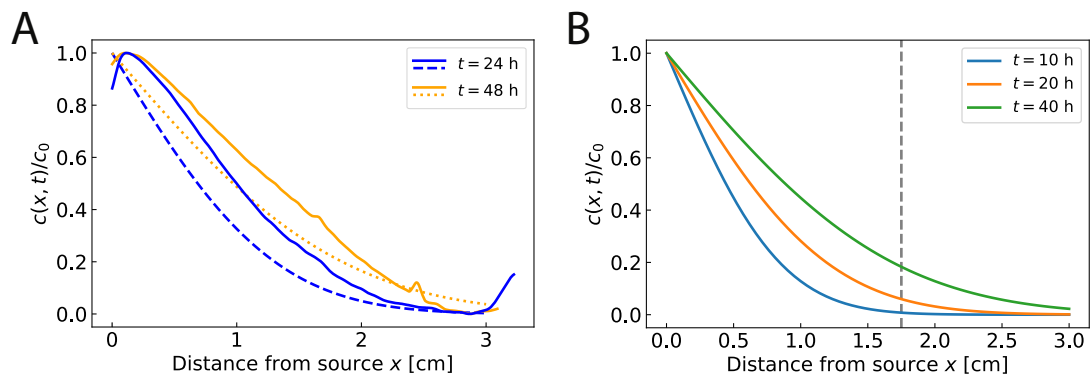 A
c(x, t)/c₀
1.0
0.8
0.6
0.4
0.2
0.0
t = 24 h
t = 48 h
0
1
2
3
Distance from source x [cm]
B
c(x, t)/c₀
1.0
0.8
0.6
0.4
0.2
0.0
t = 10 h
t = 20 h
t = 40 h
0.0
0.5
1.0
1.5
2.0
2.5
3.0
Distance from source x [cm]